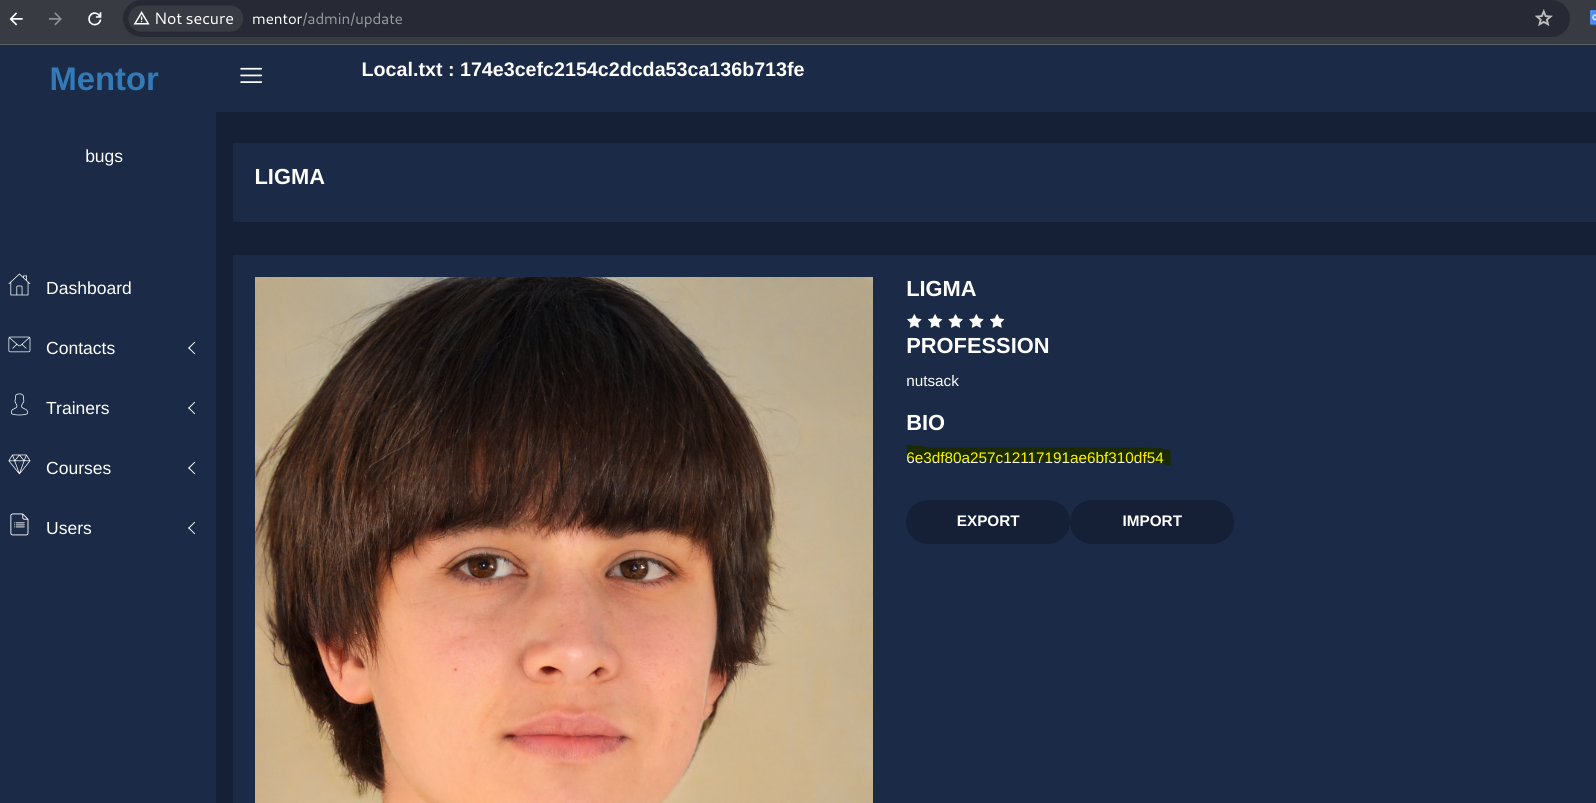 Not secure mentor/admin/update
Mentor
Local.txt : 174e3cefc2154c2dcda53ca136b713fe
bugs
LIGMA
Dashboard
Contacts
Trainers
Courses
Users
LIGMA
PROFESSION
nutsack
BIO
6e3df80a257c12117191ae6bf310df54
EXPORT IMPORT